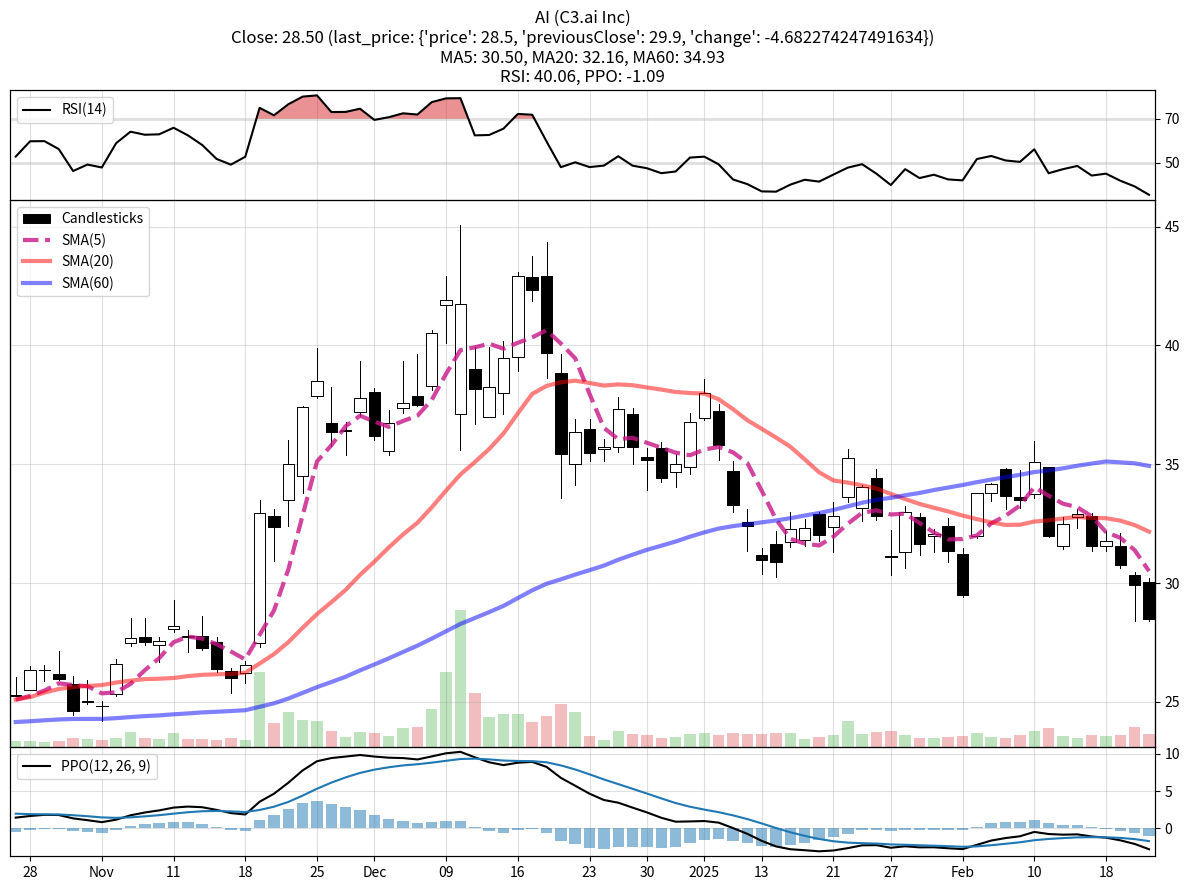 AI (C3.ai Inc)
Close: 28.50 (last_price: {'price': 28.5, 'previousClose': 29.9, 'change': -4.682274247491634})
MA5: 30.50, MA20: 32.16, MA60: 34.93
RSI: 40.06, PPO: -1.09
RSI(14)
70
50
Candlesticks
SMA(5)
SMA(20)
SMA(60)
45
40
35
30
25
PPO(12, 26, 9)
10
5
0
28 Nov 11 18 25 Dec 09 16 23 30 2025 13 21 27 Feb 10 18